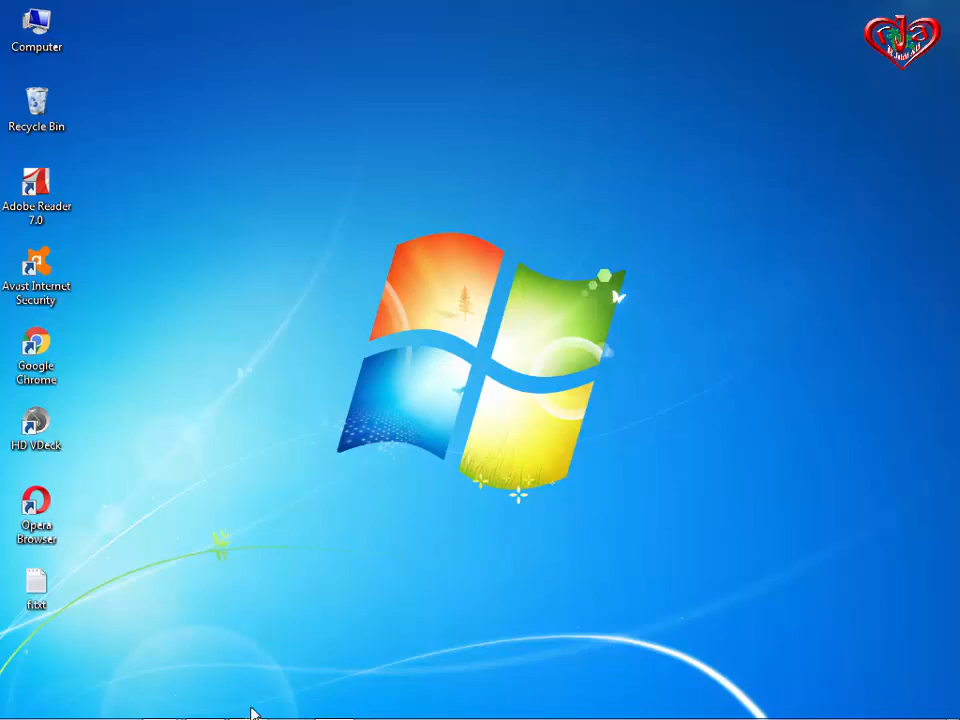 Computer
Recycle Bin
Adobe Reader
7.0
Avast Internet
Security
Google
Chrome
HD VDeck
Opera
Browser
f.txt